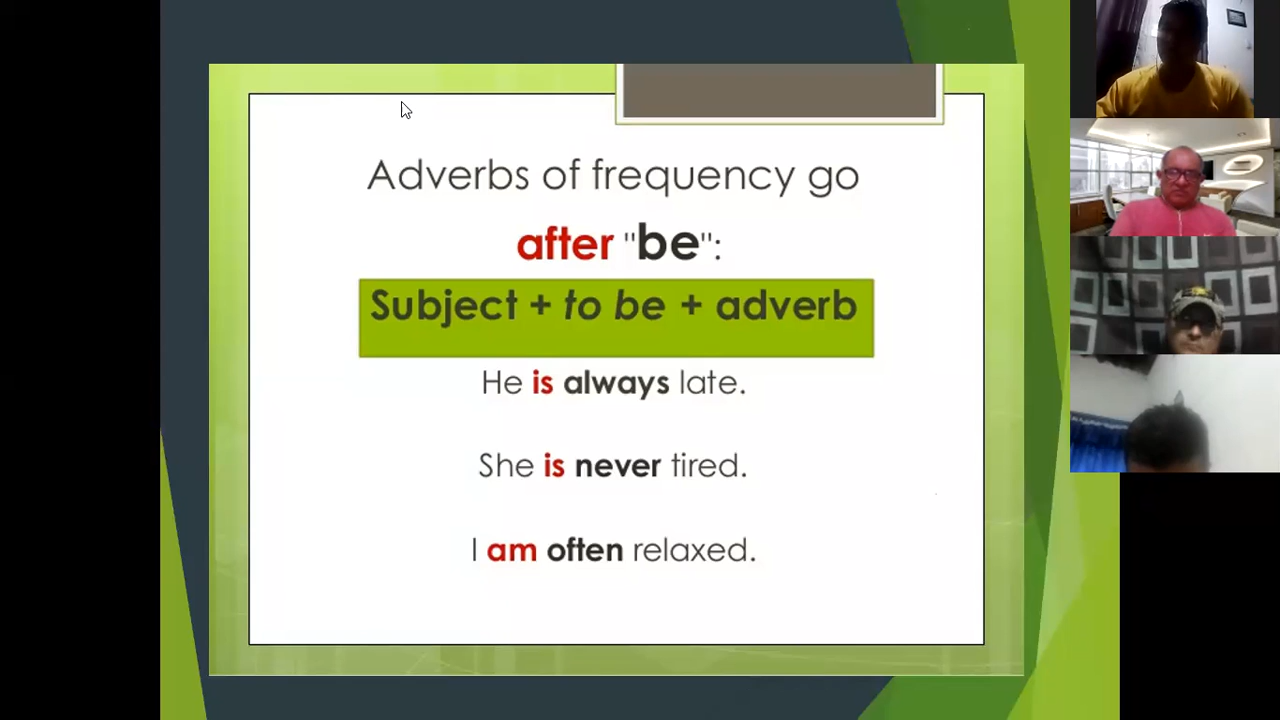 Adverbs of frequency go
after "be":
Subject + to be + adverb
He is always late.
She is never tired.
I am often relaxed.